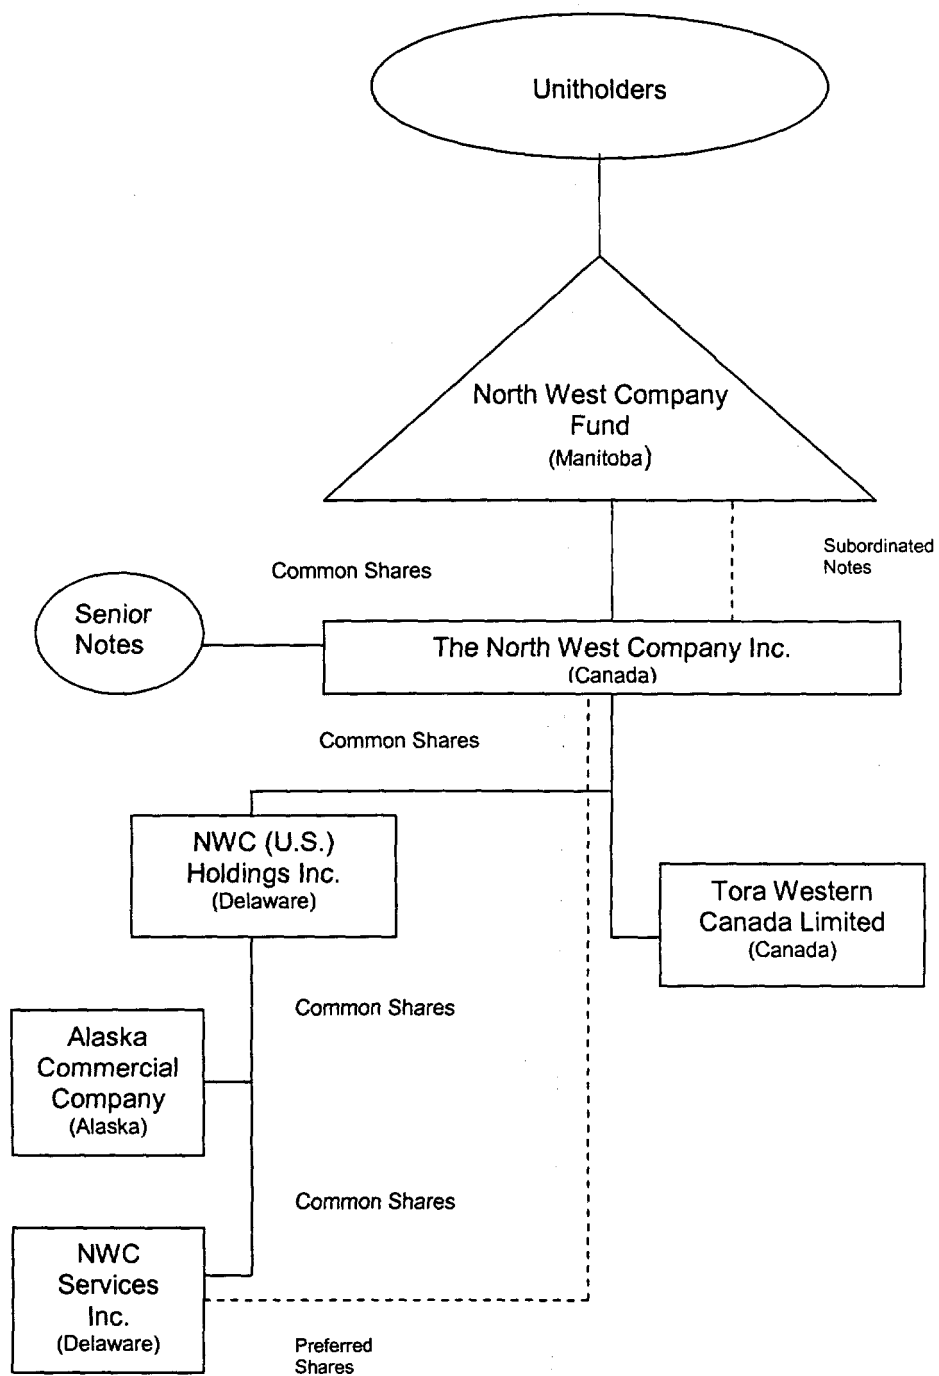 Unitholders
North West Company
Fund
(Manitoba)
Subordinated
Notes
Common Shares
Senior
Notes
The North West Company Inc.
(Canada)
Common Shares
NWC (U.S.)
Holdings Inc.
(Delaware)
Tora Western
Canada Limited
(Canada)
Common Shares
Alaska
Commercial
Company
(Alaska)
Common Shares
NWC
Services
Inc.
(Delaware)
Preferred
Shares